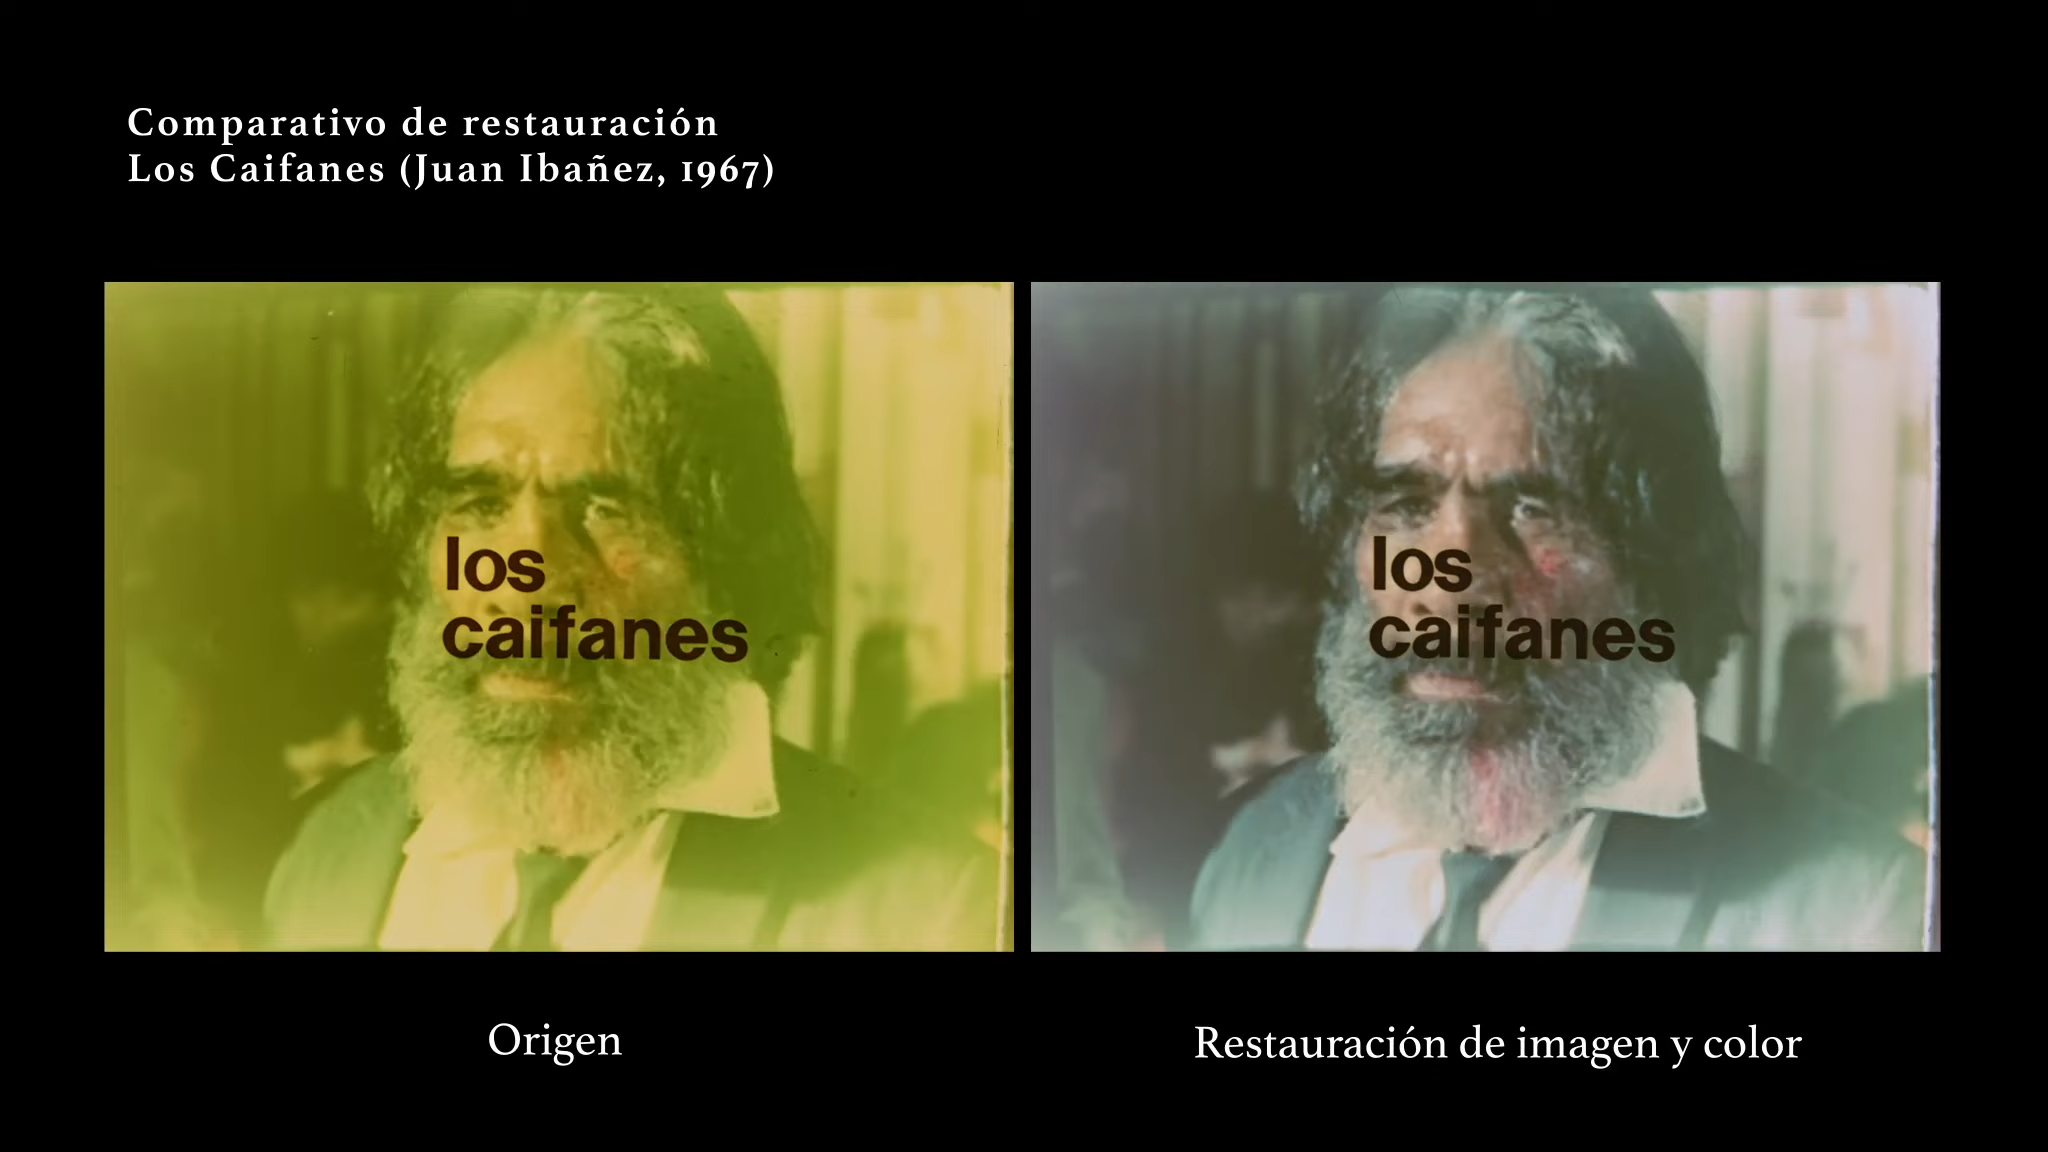 Comparativo de restauración
Los Caifanes (Juan Ibañez, 1967)
los
caifanes
los
caifanes
Origen
Restauración de imagen y color